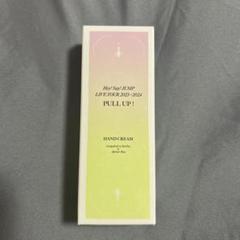 Hey! Say! JUMP
LIVE TOUR 2023-2024
PULL UP!
HAND CREAM